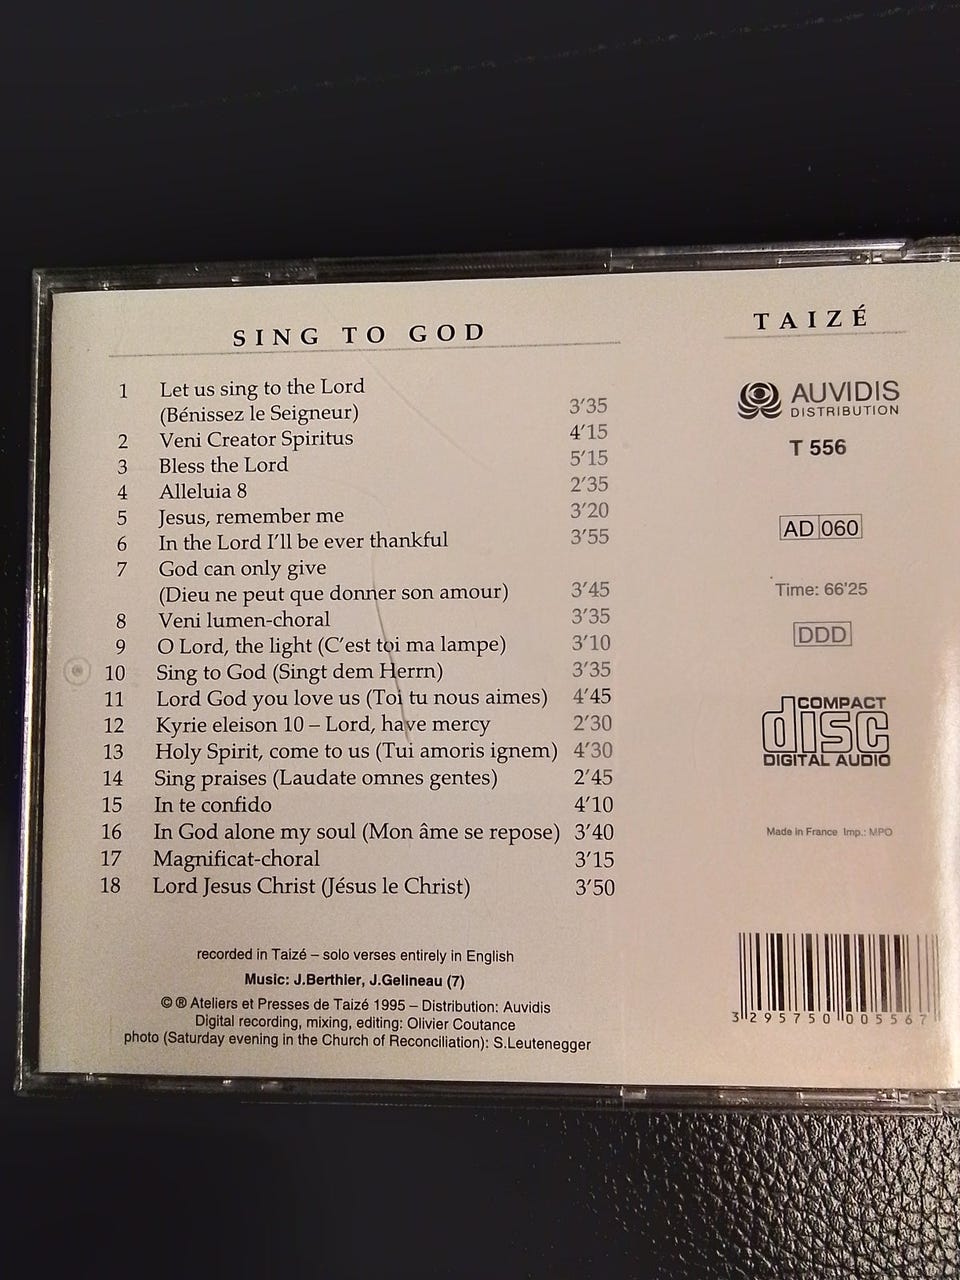 SING TO GOD
1 Let us sing to the Lord
(Bénissez le Seigneur) 3'35
2 Veni Creator Spiritus 4'15
3 Bless the Lord 5'15
4 Alleluia 8 2'35
5 Jesus, remember me 3'20
6 In the Lord I'll be ever thankful 3'55
7 God can only give
(Dieu ne peut que donner son amour) 3'45
8 Veni lumen-choral 3'35
9 O Lord, the light (C'est toi ma lampe) 3'10
10 Sing to God (Singt dem Herrn) 3'35
11 Lord God you love us (Toi tu nous aimes) 4'45
12 Kyrie eleison 10 – Lord, have mercy 2'30
13 Holy Spirit, come to us (Tui amoris ignem) 4'30
14 Sing praises (Laudate omnes gentes) 2'45
15 In te confido 4'10
16 In God alone my soul (Mon âme se repose) 3'40
17 Magnificat-choral 3'15
18 Lord Jesus Christ (Jésus le Christ) 3'50
recorded in Taizé – solo verses entirely in English
Music: J.Berthier, J.Gelineau (7)
© ® Ateliers et Presses de Taizé 1995 – Distribution: Auvidis
Digital recording, mixing, editing: Olivier Coutance
photo (Saturday evening in the Church of Reconciliation): S.Leutenegger
TAIZÉ
AUVIDIS
DISTRIBUTION
T 556
AD 060
Time: 66'25
DDD
COMPACT
disc
DIGITAL AUDIO
Made in France Imp.: MPO
3 295750 005567